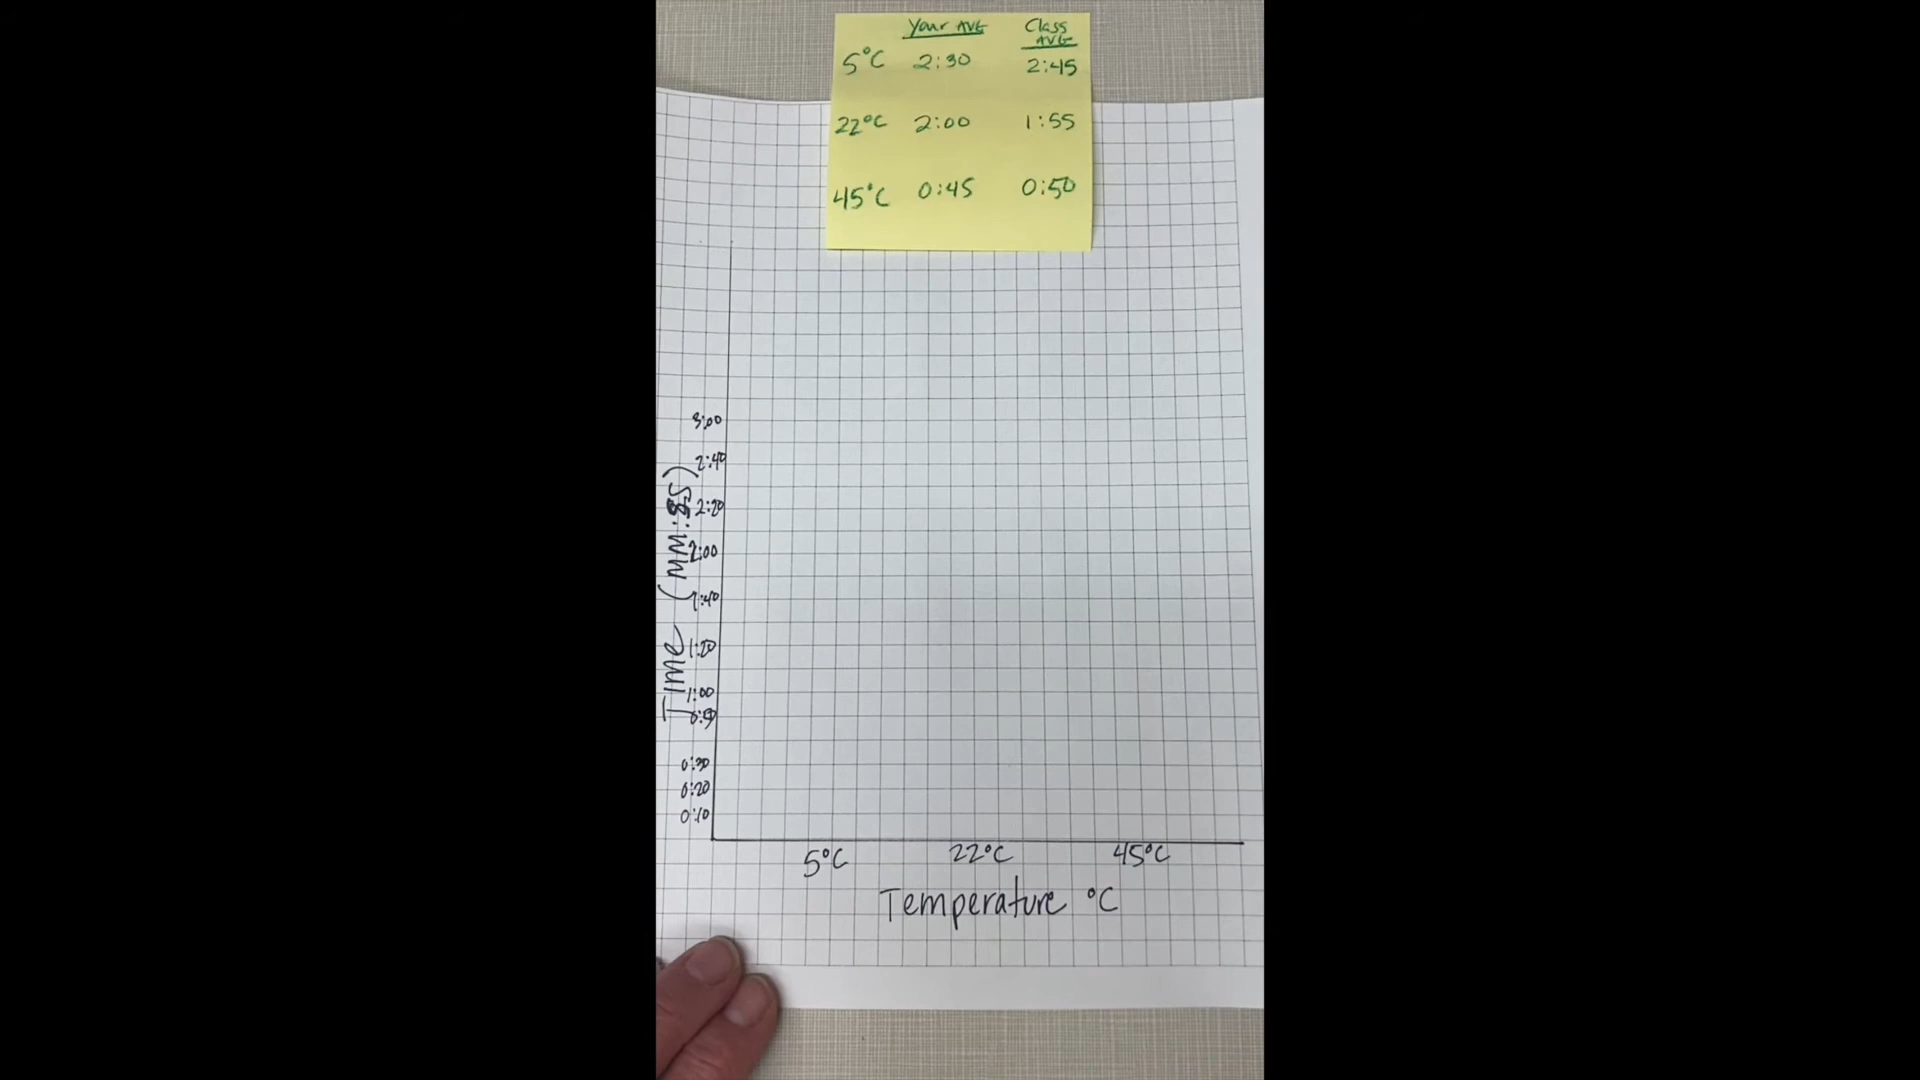 Your AVG Class AVG
5°C 2:30 2:45
22°C 2:00 1:55
45°C 0:45 0:50
3:00
2:40
2:20
2:00
1:40
1:20
1:00
0:50
0:30
0:20
0:10
Time (MM:SS)
5°C 22°C 45°C
Temperature °C